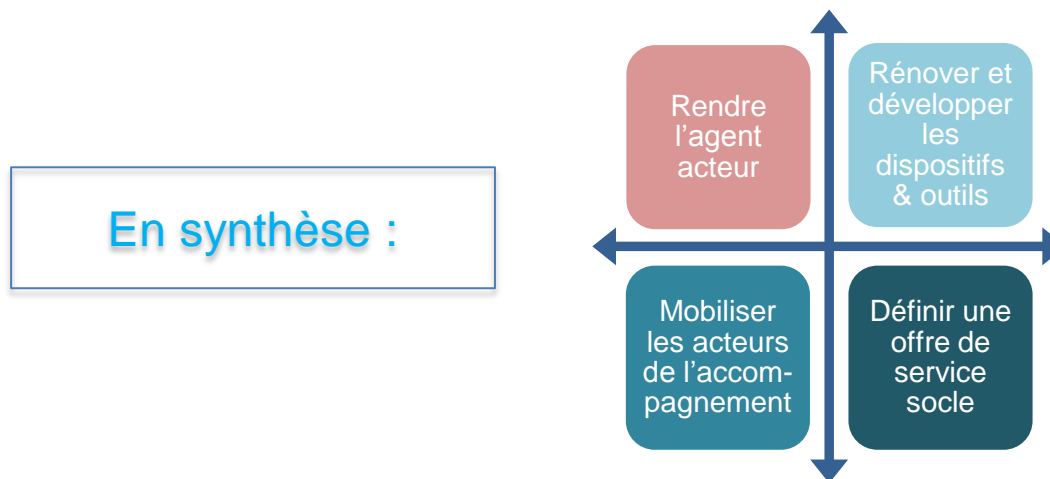 En synthèse :
Rendre
l’agent
acteur
Rénover et
développer
les
dispositifs
& outils
Mobiliser
les acteurs
de l’accom-
pagnement
Définir une
offre de
service
socle